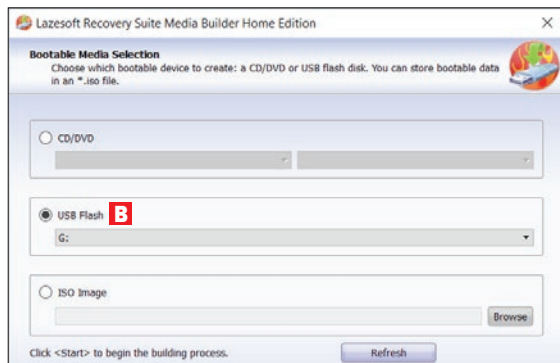 Lazesoft Recovery Suite Media Builder Home Edition
Bootable Media Selection
Choose which bootable device to create: a CD/DVD or USB flash disk. You can store bootable data
in an *.iso file.
CD/DVD
USB Flash B
G:
ISO Image
Browse
Click <Start> to begin the building process. Refresh